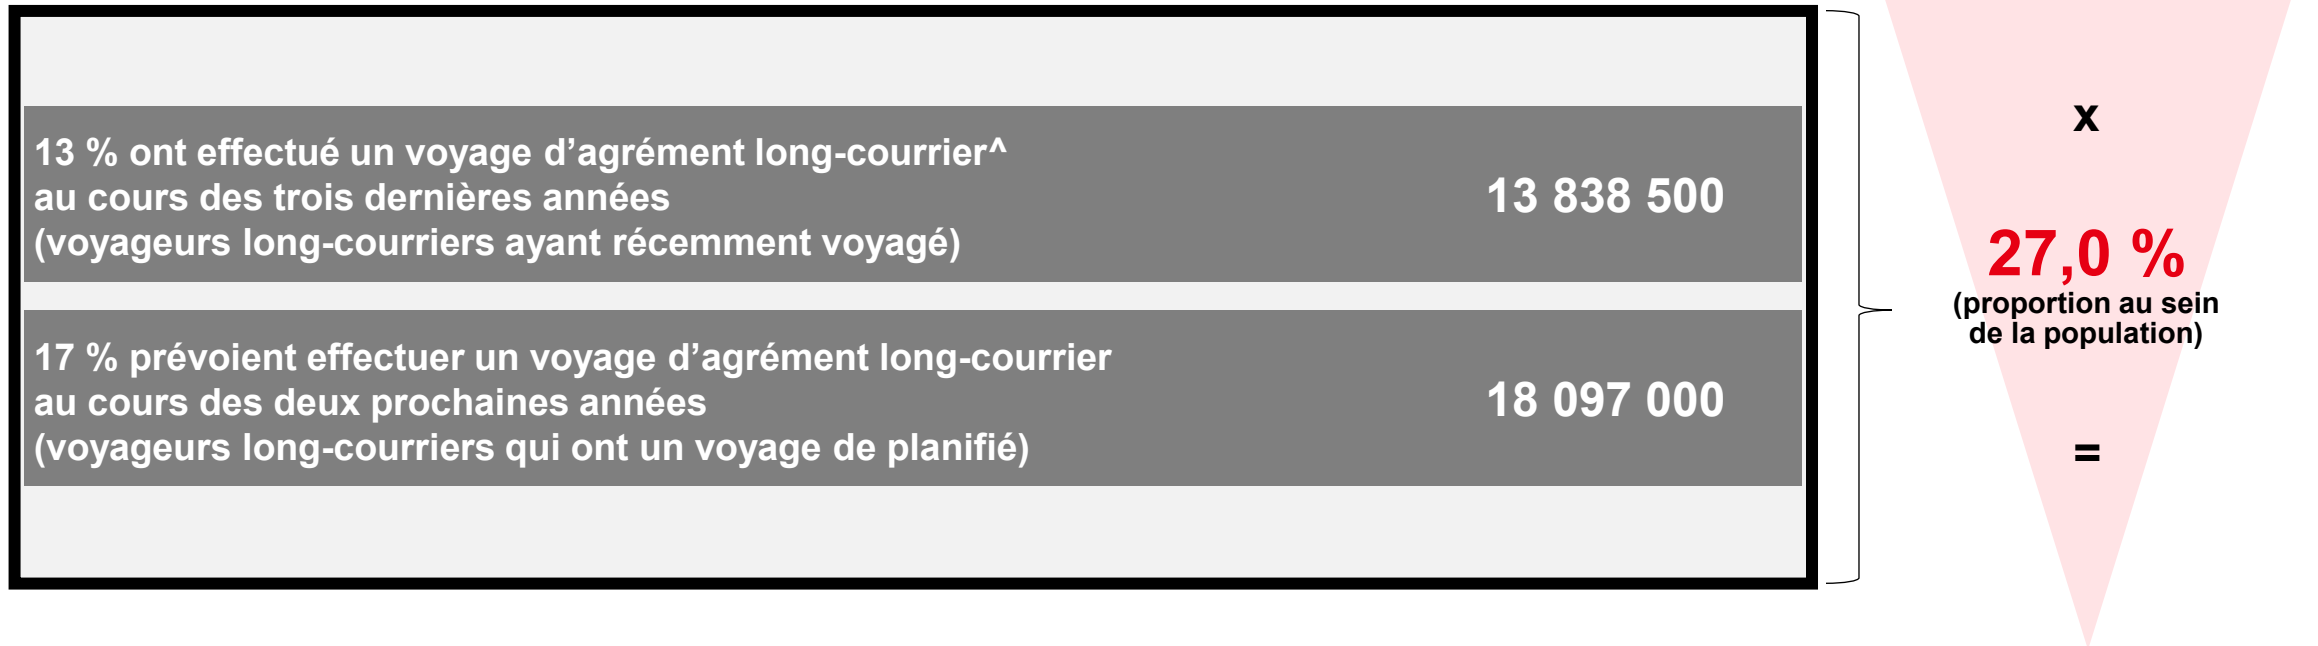 13 % ont effectué un voyage d’agrément long-courrier^
au cours des trois dernières années
(voyageurs long-courriers ayant récemment voyagé)
13 838 500
17 % prévoient effectuer un voyage d’agrément long-courrier
au cours des deux prochaines années
(voyageurs long-courriers qui ont un voyage de planifié)
18 097 000
x
27,0 %
(proportion au sein
de la population)
=